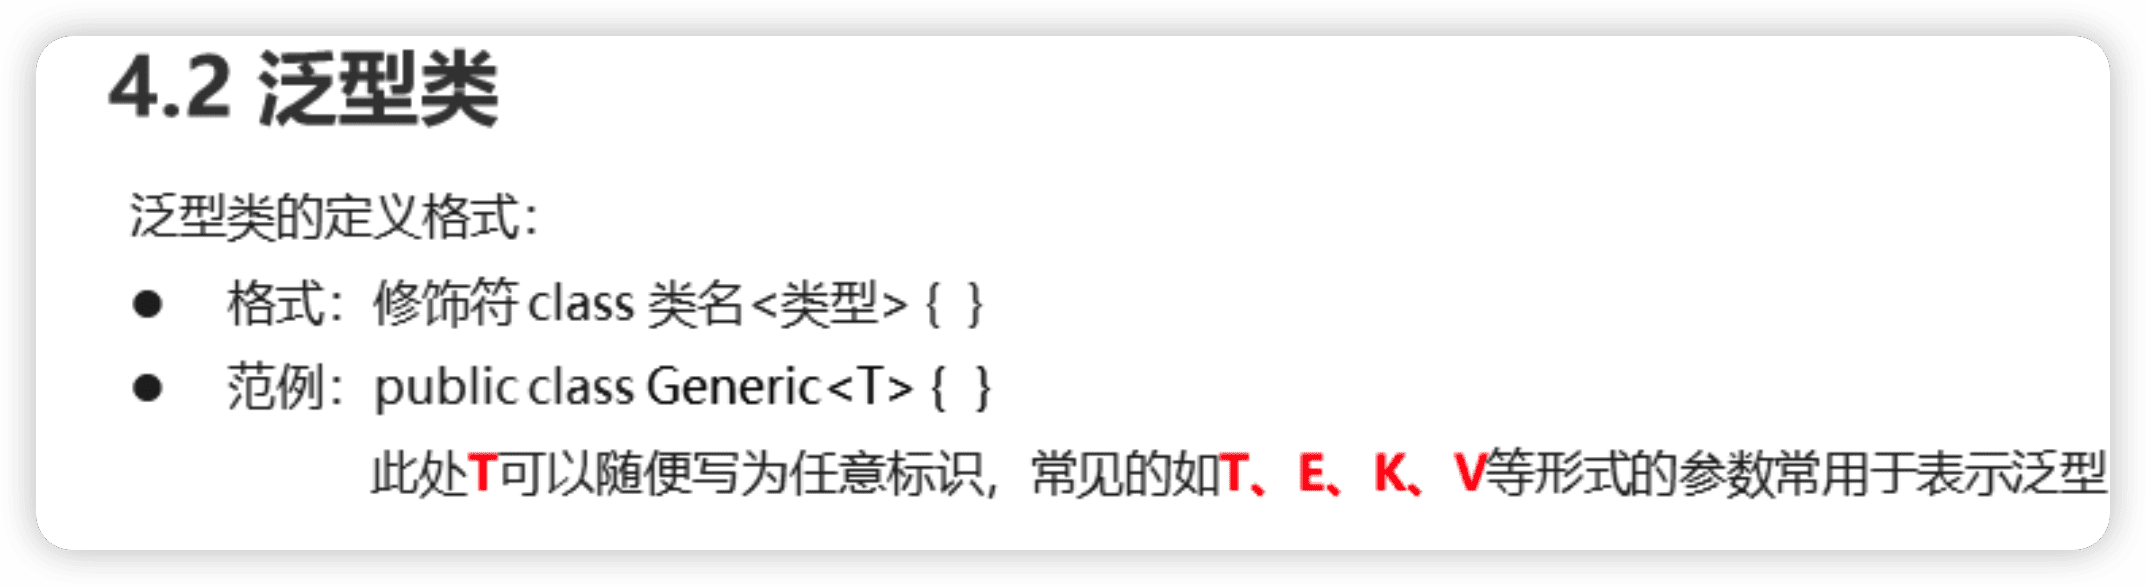 4.2 泛型类
泛型类的定义格式：
● 格式：修饰符 class 类名<类型> { }
● 范例：public class Generic<T> { }
此处T可以随便写为任意标识，常见的如T、E、K、V等形式的参数常用于表示泛型